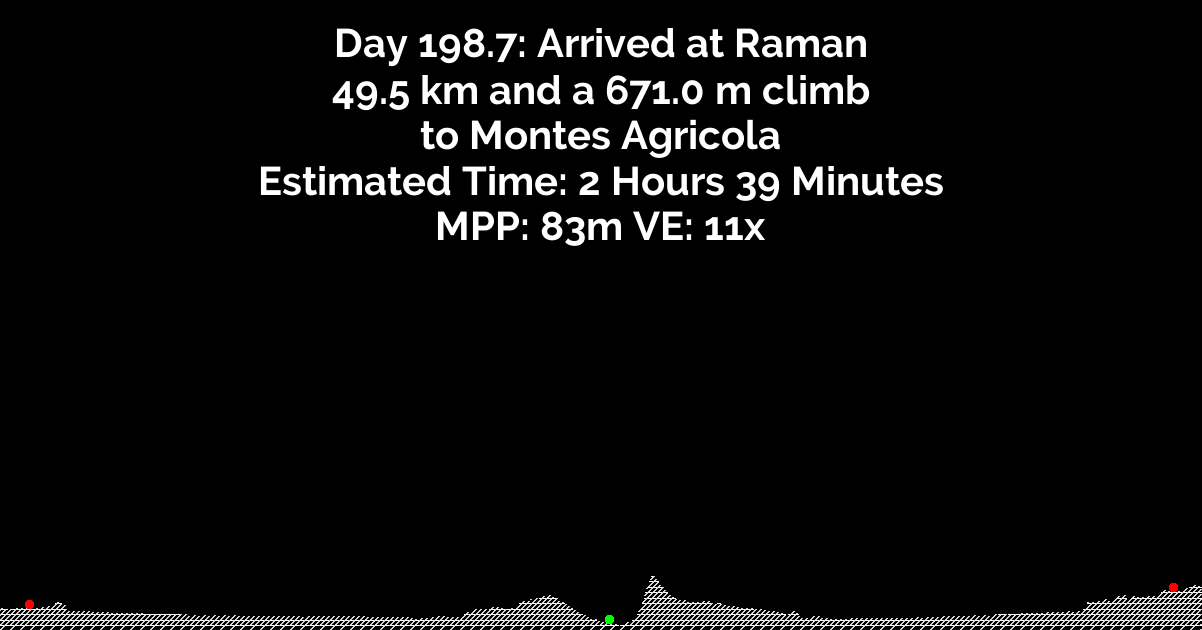 Day 198.7: Arrived at Raman
49.5 km and a 671.0 m climb
to Montes Agricola
Estimated Time: 2 Hours 39 Minutes
MPP: 83m VE: 11x